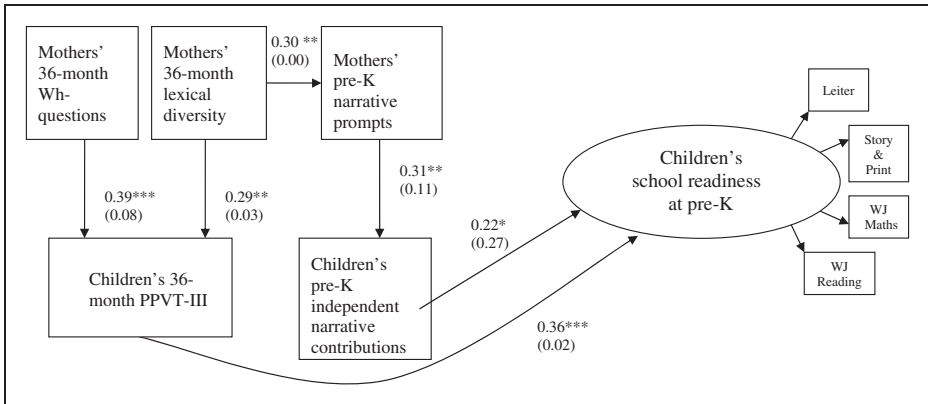 Mothers'
36-month
Wh-
questions
Mothers'
36-month
lexical
diversity
0.30 **
(0.00)
Mothers'
pre-K
narrative
prompts
Leiter
Story
&
Print
Children's
school readiness
at pre-K
WJ
Maths
WJ
Reading
0.39***
(0.08)
0.29**
(0.03)
0.31**
(0.11)
0.22*
(0.27)
Children's 36-
month PPVT-III
Children's
pre-K
independent
narrative
contributions
0.36***
(0.02)